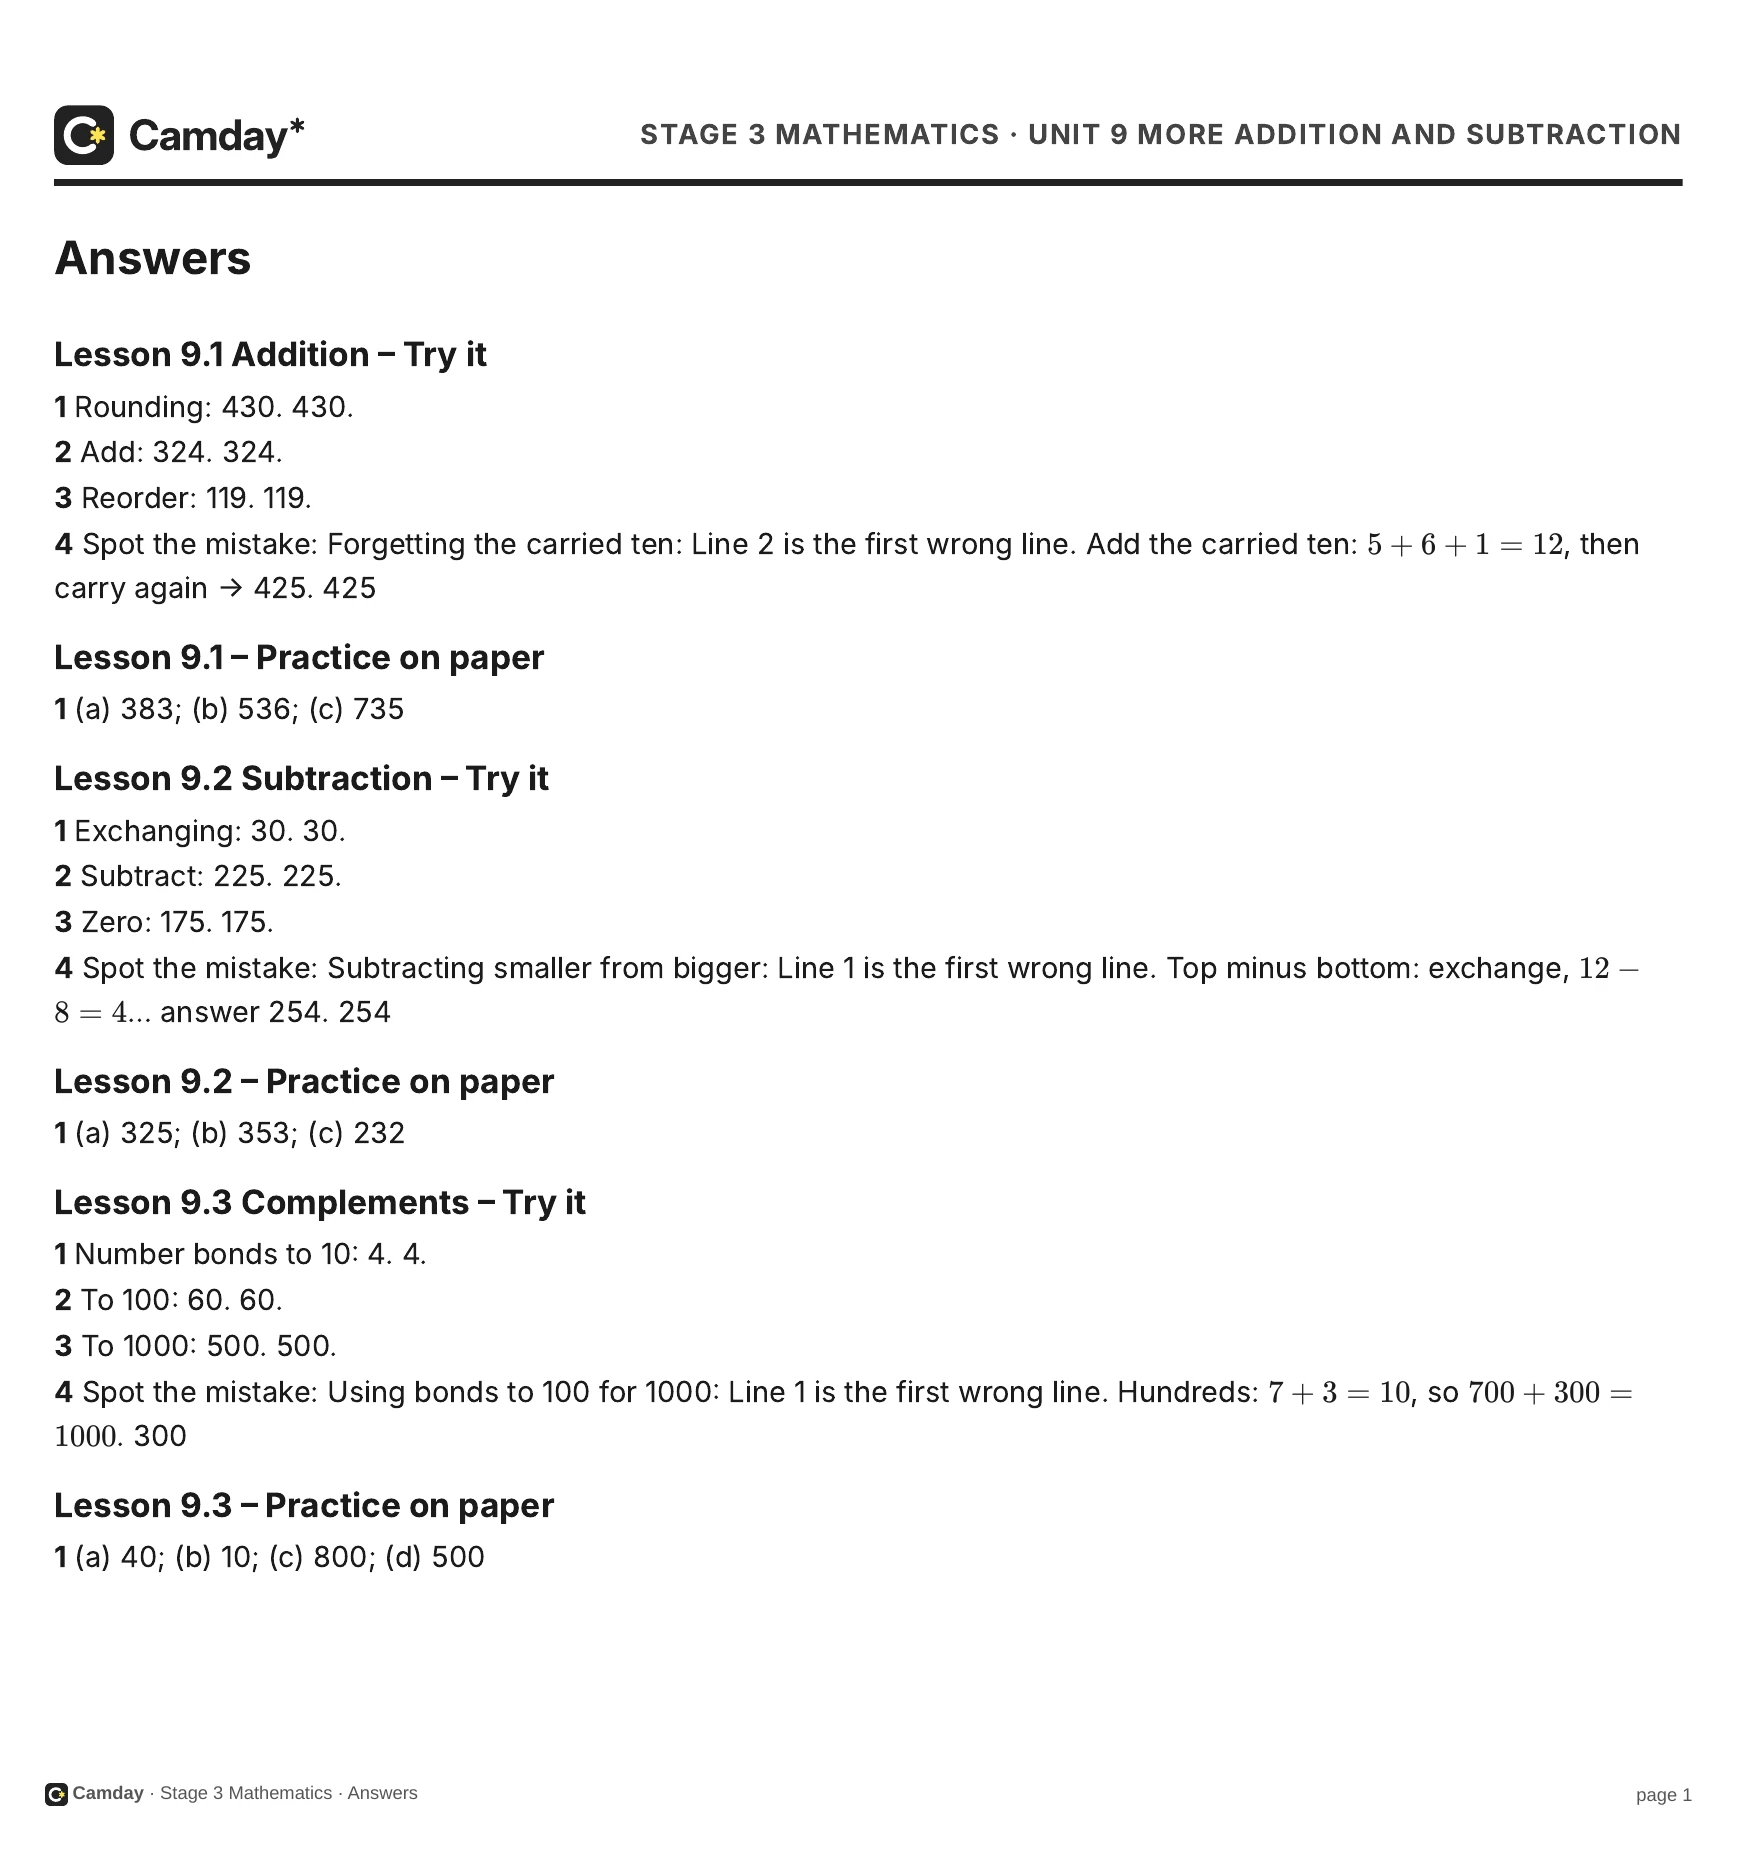 Camday*
STAGE 3 MATHEMATICS · UNIT 9 MORE ADDITION AND SUBTRACTION
Answers
Lesson 9.1 Addition – Try it
1 Rounding: 430. 430.
2 Add: 324. 324.
3 Reorder: 119. 119.
4 Spot the mistake: Forgetting the carried ten: Line 2 is the first wrong line. Add the carried ten: 5 + 6 + 1 = 12, then
carry again → 425. 425
Lesson 9.1 – Practice on paper
1 (a) 383; (b) 536; (c) 735
Lesson 9.2 Subtraction – Try it
1 Exchanging: 30. 30.
2 Subtract: 225. 225.
3 Zero: 175. 175.
4 Spot the mistake: Subtracting smaller from bigger: Line 1 is the first wrong line. Top minus bottom: exchange, 12 −
8 = 4... answer 254. 254
Lesson 9.2 – Practice on paper
1 (a) 325; (b) 353; (c) 232
Lesson 9.3 Complements – Try it
1 Number bonds to 10: 4. 4.
2 To 100: 60. 60.
3 To 1000: 500. 500.
4 Spot the mistake: Using bonds to 100 for 1000: Line 1 is the first wrong line. Hundreds: 7 + 3 = 10, so 700 + 300 =
1000. 300
Lesson 9.3 – Practice on paper
1 (a) 40; (b) 10; (c) 800; (d) 500
Camday · Stage 3 Mathematics · Answers
page 1